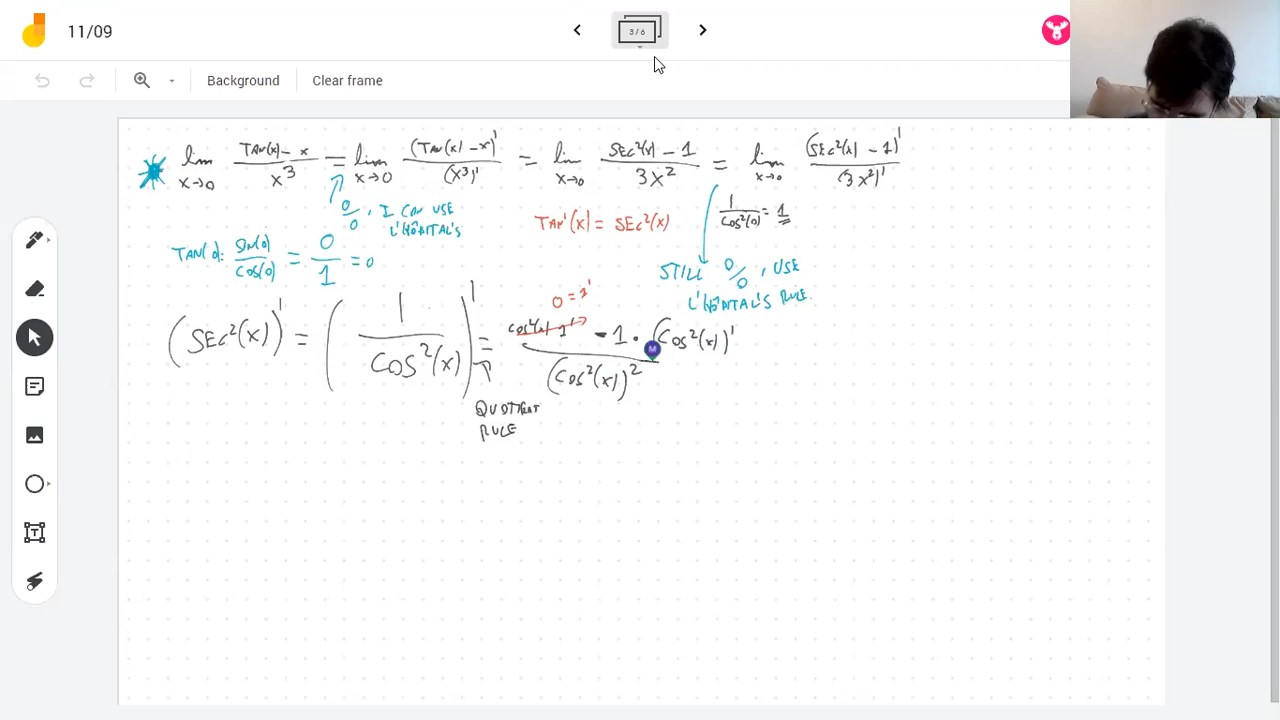 11/09
3 / 6
Background
Clear frame
lim x→0 (TAN(x) − x)/x³ = lim x→0 (TAN(x) − x)'/(x³)' = lim x→0 (SEC²(x) − 1)/3x² = lim x→0 (SEC²(x) − 1)'/(3x²)'
0/0, I CAN USE
L'HÔPITAL'S
TAN'(x) = SEC²(x)
1/COS²(0) = 1
TAN(0): SIN(0)/COS(0) = 0/1 = 0
STILL 0/0, USE
L'HÔPITAL'S RULE.
0 = 1'
(SEC²(x))' = (1/COS²(x))' = (COS²(x) · 1' − 1 · (COS²(x))')/(COS²(x))²
QUOTIENT
RULE
M
T